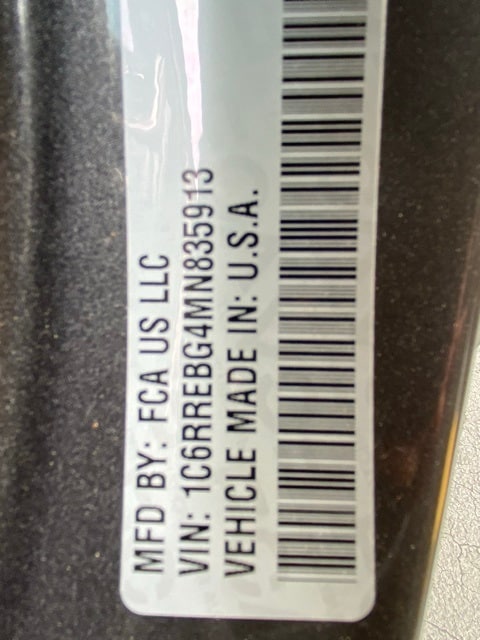 MFD BY: FCA US LLC
VIN: 1C6RREBG4MN835913
VEHICLE MADE IN: U.S.A.